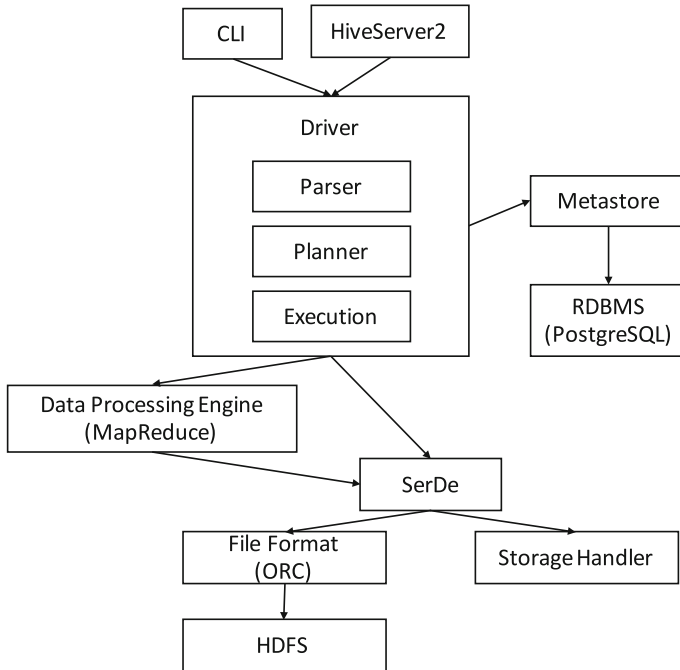 CLI
HiveServer2
Driver
Parser
Planner
Execution
Metastore
RDBMS
(PostgreSQL)
Data Processing Engine
(MapReduce)
SerDe
File Format
(ORC)
Storage Handler
HDFS